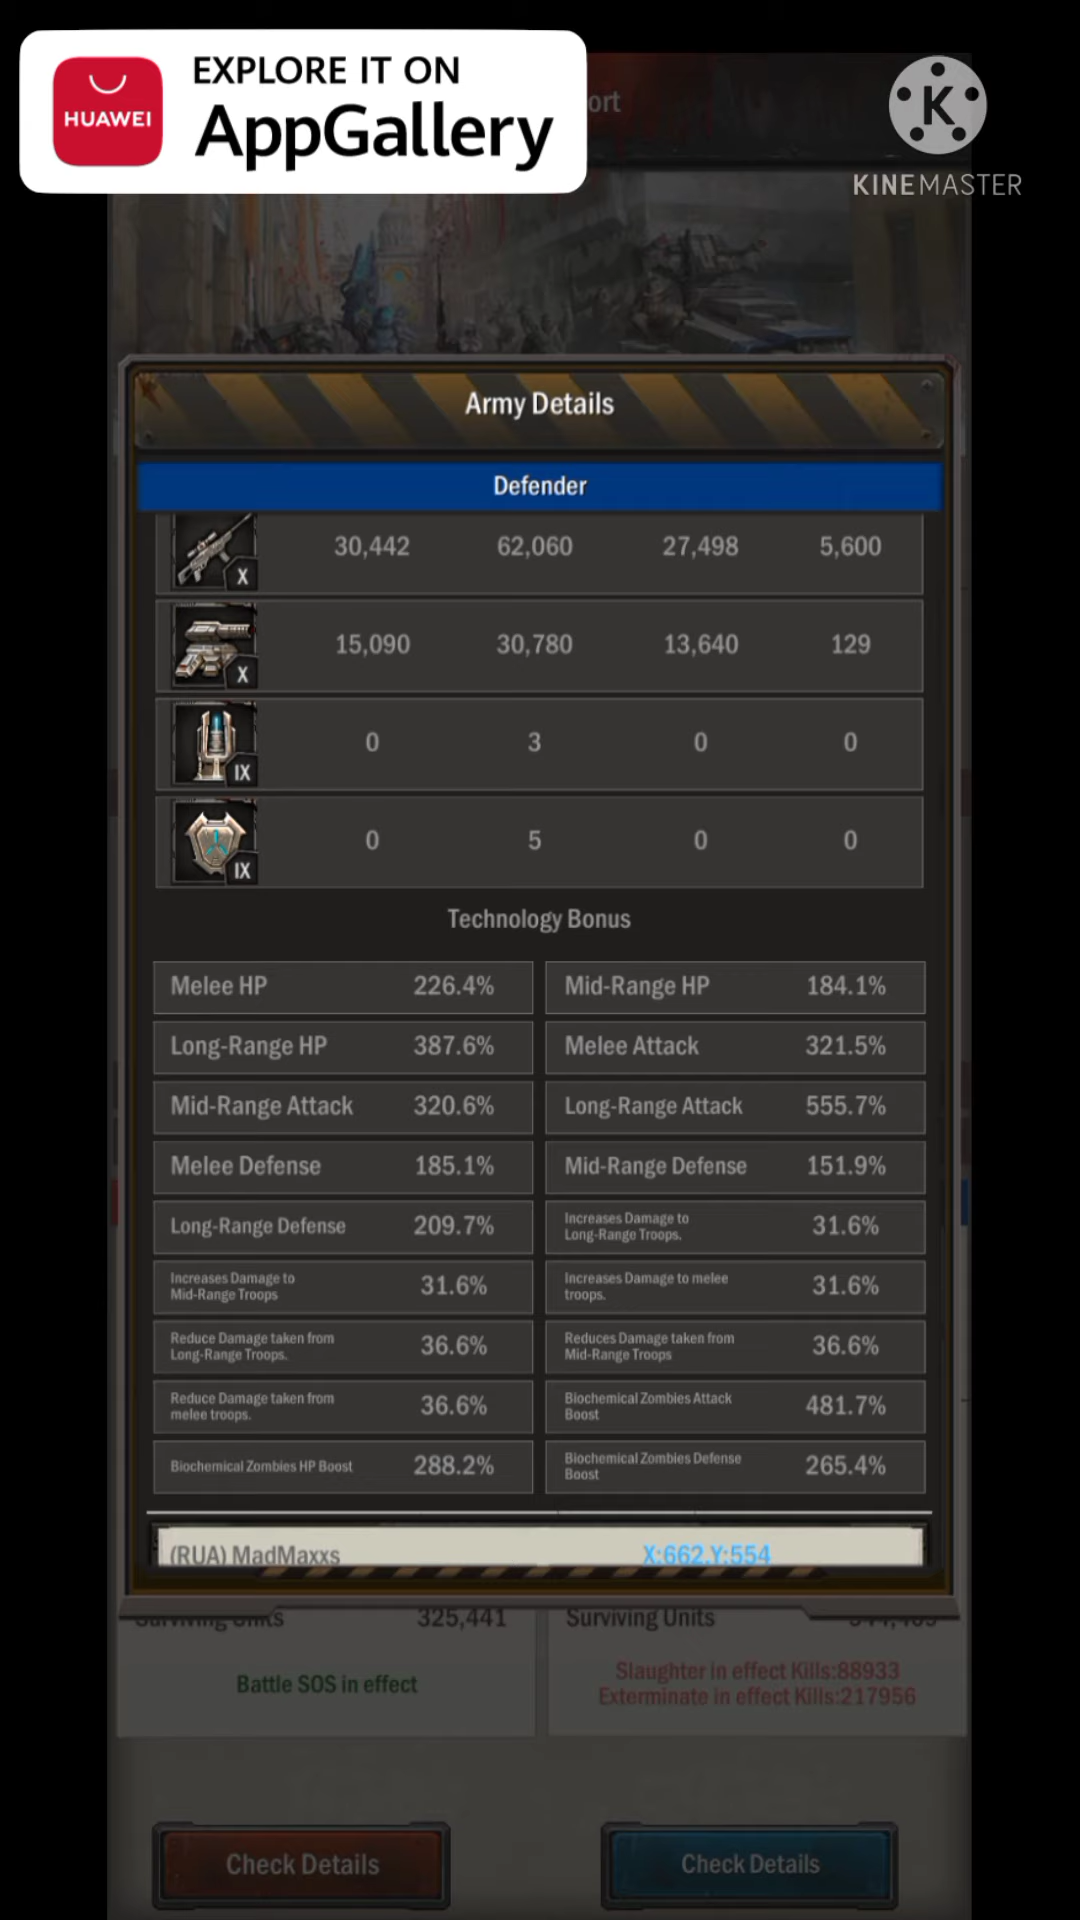 EXPLORE IT ON
AppGallery
HUAWEI
ort
K
KINEMASTER
Army Details
Defender
X 30,442 62,060 27,498 5,600
X 15,090 30,780 13,640 129
IX 0 3 0 0
IX 0 5 0 0
Technology Bonus
Melee HP 226.4% Mid-Range HP 184.1%
Long-Range HP 387.6% Melee Attack 321.5%
Mid-Range Attack 320.6% Long-Range Attack 555.7%
Melee Defense 185.1% Mid-Range Defense 151.9%
Long-Range Defense 209.7% Increases Damage to
Long-Range Troops. 31.6%
Increases Damage to
Mid-Range Troops 31.6% Increases Damage to melee
troops. 31.6%
Reduce Damage taken from
Long-Range Troops. 36.6% Reduces Damage taken from
Mid-Range Troops 36.6%
Reduce Damage taken from
melee troops. 36.6% Biochemical Zombies Attack
Boost 481.7%
Biochemical Zombies HP Boost 288.2% Biochemical Zombies Defense
Boost 265.4%
(RUA) MadMaxxs X:662,Y:554
Surviving Units 325,441 Surviving Units
Battle SOS in effect
Slaughter in effect Kills:88933
Exterminate in effect Kills:217956
Check Details Check Details